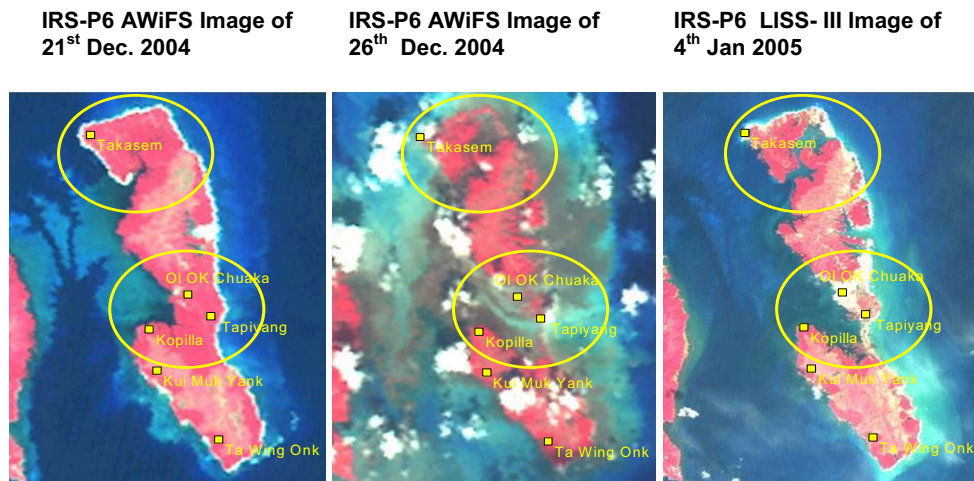 IRS-P6 AWiFS Image of
21st Dec. 2004
IRS-P6 AWiFS Image of
26th Dec. 2004
IRS-P6 LISS- III Image of
4th Jan 2005
Takasem
Ol OK Chuaka
Tapiyang
Kopilla
Kui Muk Yank
Ta Wing Onk
Takasem
Ol OK Chuaka
Tapiyang
Kopilla
Kui Muk Yank
Ta Wing Onk
Takasem
Ol OK Chuaka
Tapiyang
Kopilla
Kui Muk Yank
Ta Wing Onk